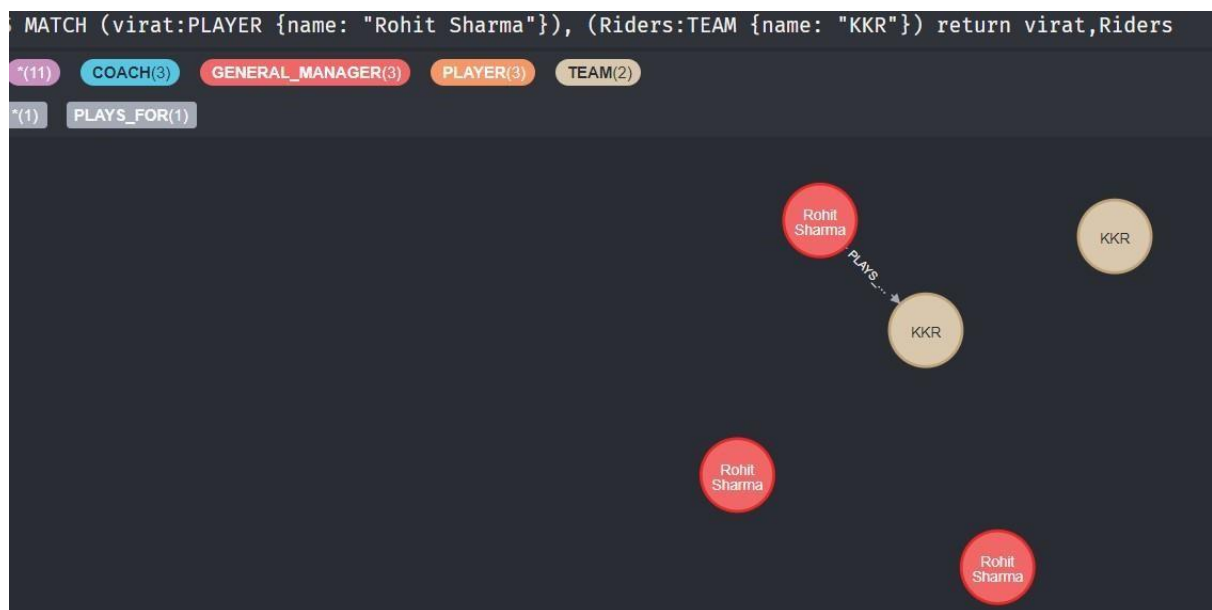 $ MATCH (virat:PLAYER {name: "Rohit Sharma"}), (Riders:TEAM {name: "KKR"}) return virat,Riders
*(11) COACH(3) GENERAL_MANAGER(3) PLAYER(3) TEAM(2)
*(1) PLAYS_FOR(1)
Rohit
Sharma
KKR
PLAYS_...
KKR
Rohit
Sharma
Rohit
Sharma